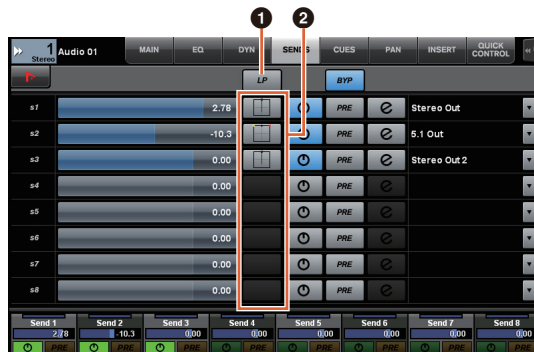 1 2
1 Audio 01 MAIN EQ DYN SENDS CUES PAN INSERT QUICK CONTROL
Stereo
LP BYP
s1 2.78 PRE e Stereo Out
s2 -10.3 PRE e 5.1 Out
s3 0.00 PRE e Stereo Out 2
s4 0.00 PRE e
s5 0.00 PRE e
s6 0.00 PRE e
s7 0.00 PRE e
s8 0.00 PRE e
Send 1 Send 2 Send 3 Send 4 Send 5 Send 6 Send 7 Send 8
2.78 -10.3 0.00 0.00 0.00 0.00 0.00 0.00
PRE PRE PRE PRE PRE PRE PRE PRE